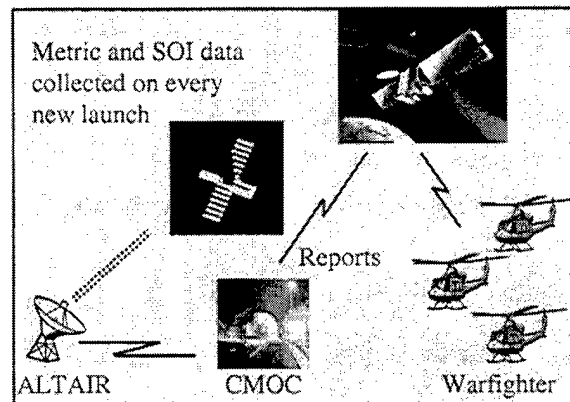 Metric and SOI data
collected on every
new launch
Reports
ALTAIR
CMOC
Warfighter